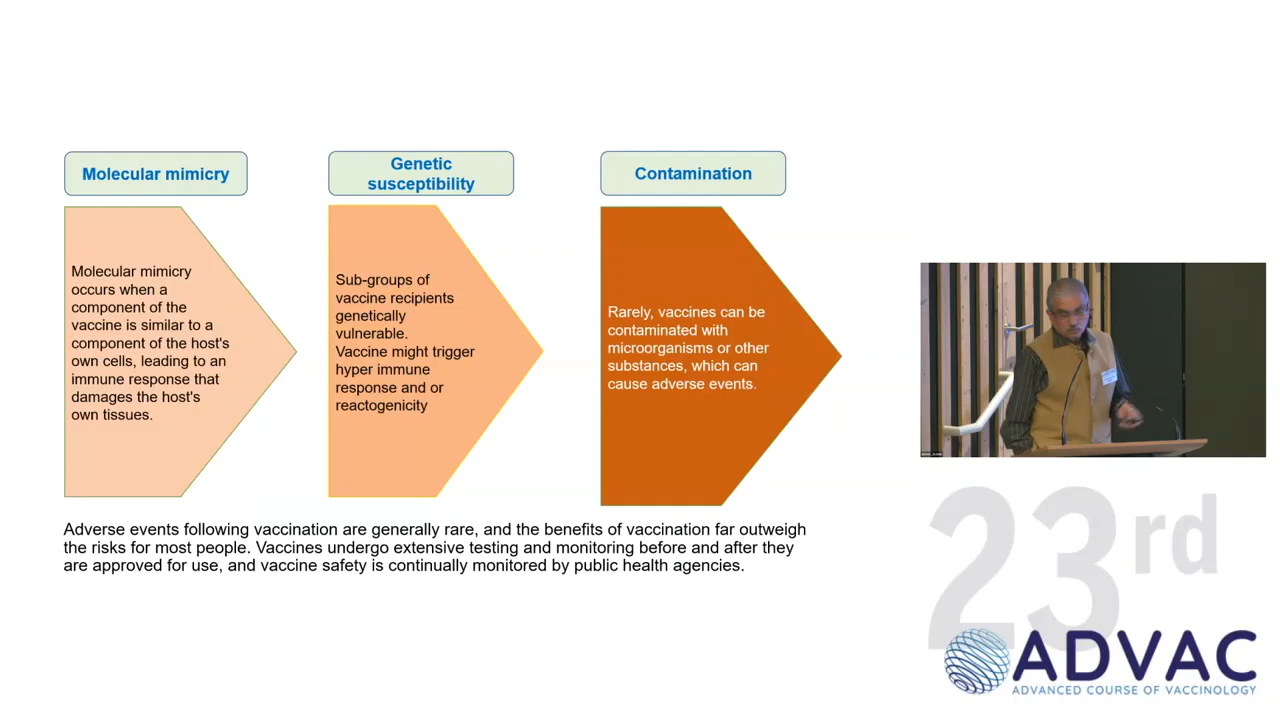 Molecular mimicry
Genetic
susceptibility
Contamination
Molecular mimicry
occurs when a
component of the
vaccine is similar to a
component of the host's
own cells, leading to an
immune response that
damages the host's
own tissues.
Sub-groups of
vaccine recipients
genetically
vulnerable.
Vaccine might trigger
hyper immune
response and or
reactogenicity
Rarely, vaccines can be
contaminated with
microorganisms or other
substances, which can
cause adverse events.
Adverse events following vaccination are generally rare, and the benefits of vaccination far outweigh
the risks for most people. Vaccines undergo extensive testing and monitoring before and after they
are approved for use, and vaccine safety is continually monitored by public health agencies.
23rd
ADVAC
ADVANCED COURSE OF VACCINOLOGY